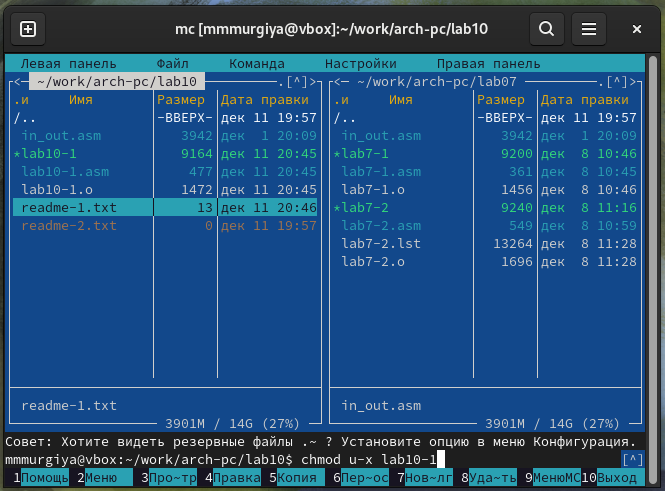 mc [mmmurgiya@vbox]:~/work/arch-pc/lab10
Левая панель Файл Команда Настройки Правая панель
<— ~/work/arch-pc/lab10 .[^]> <— ~/work/arch-pc/lab07 .[^]>
.и Имя Размер Дата правки .и Имя Размер Дата правки
/.. -ВВЕРХ- дек 11 19:57 /.. -ВВЕРХ- дек 11 19:57
in_out.asm 3942 дек 1 20:09 in_out.asm 3942 дек 1 20:09
*lab10-1 9164 дек 11 20:45 *lab7-1 9200 дек 8 10:46
lab10-1.asm 477 дек 11 20:45 lab7-1.asm 361 дек 8 10:45
lab10-1.o 1472 дек 11 20:45 lab7-1.o 1456 дек 8 10:46
readme-1.txt 13 дек 11 20:46 *lab7-2 9240 дек 8 11:16
readme-2.txt 0 дек 11 19:57 lab7-2.asm 549 дек 8 10:59
lab7-2.lst 13264 дек 8 11:28
lab7-2.o 1696 дек 8 11:28
readme-1.txt in_out.asm
3901M / 14G (27%) 3901M / 14G (27%)
Совет: Хотите видеть резервные файлы .~ ? Установите опцию в меню Конфигурация.
mmmurgiya@vbox:~/work/arch-pc/lab10$ chmod u-x lab10-1 [^]
1Помощь 2Меню 3Про~тр 4Правка 5Копия 6Пер~ос 7Нов~лг 8Уда~ть 9МенюMC 10Выход